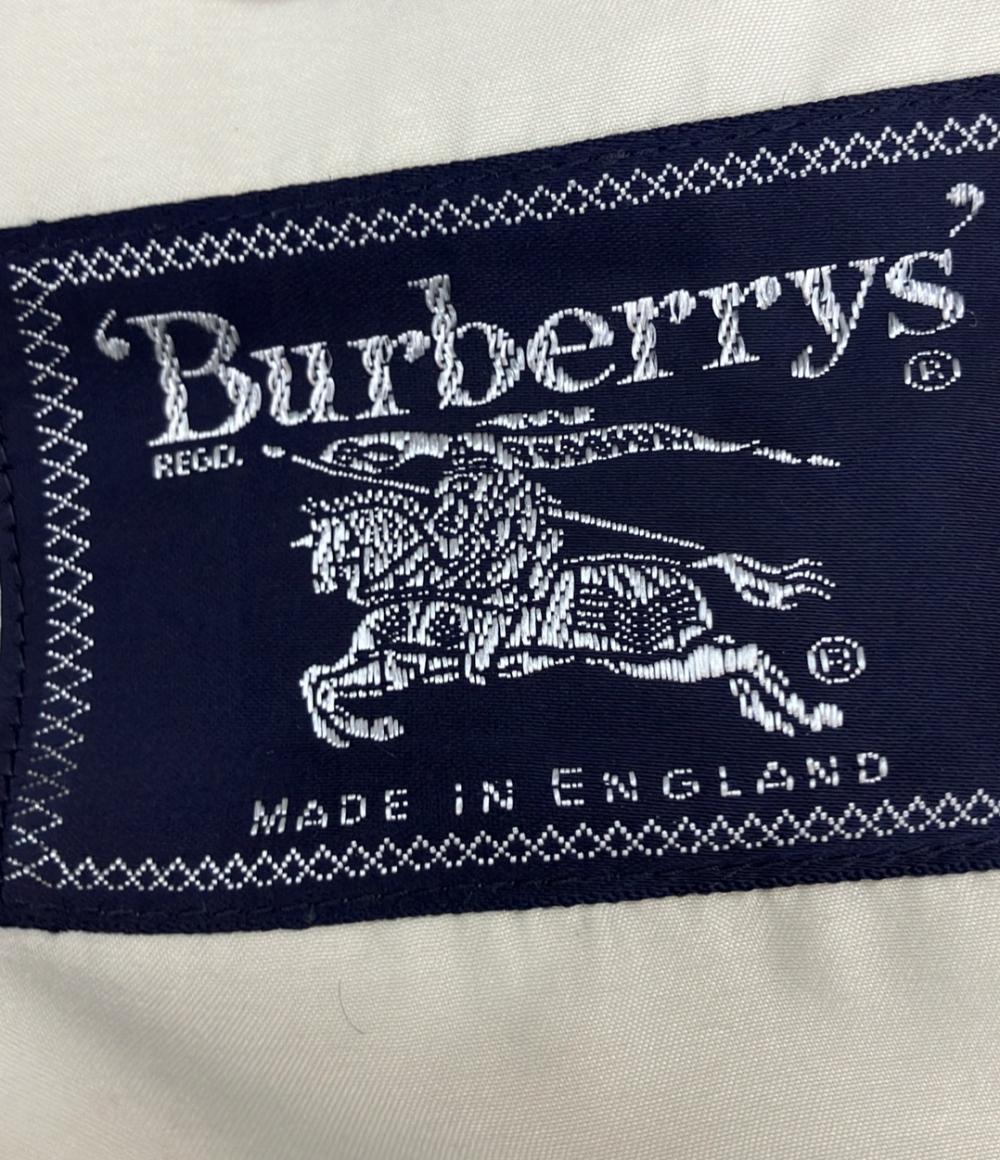 ‘Burberrys’
REGD. ®
®
MADE IN ENGLAND